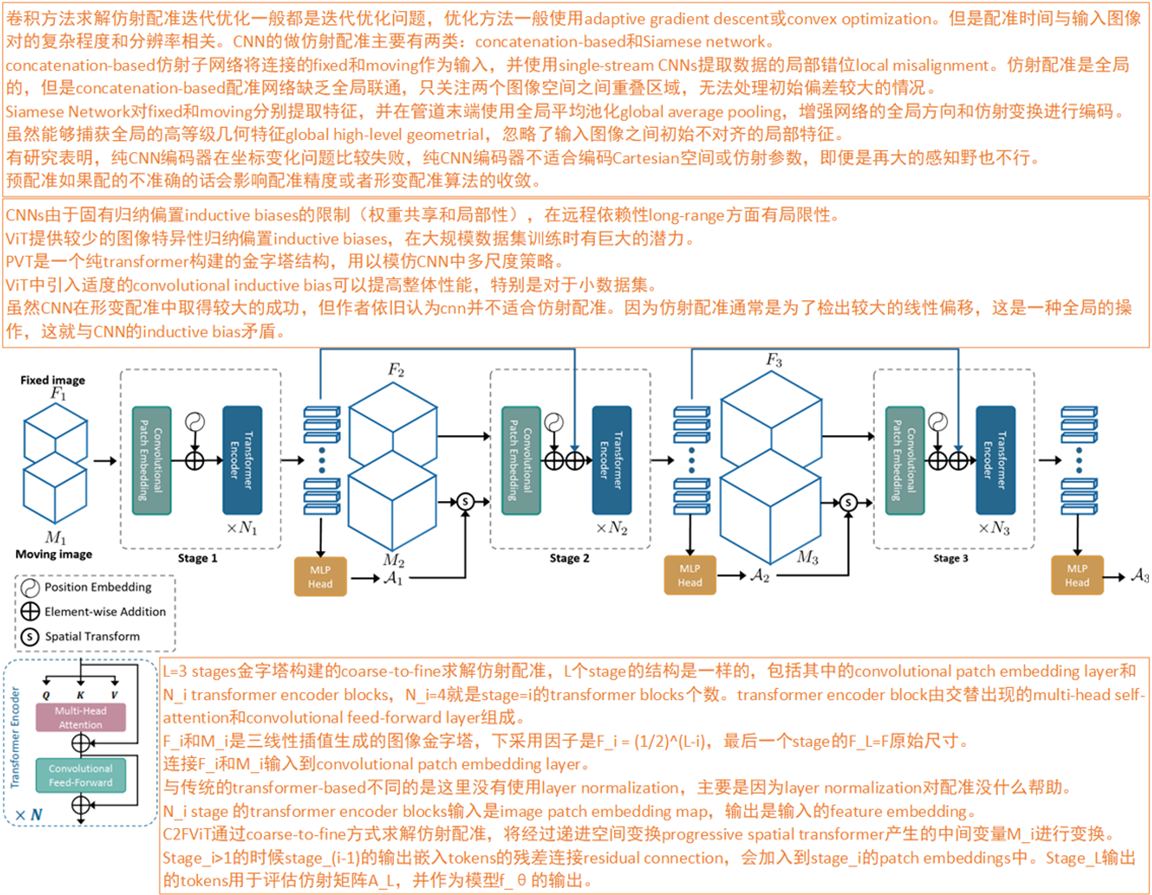 卷积方法求解仿射配准迭代优化一般都是迭代优化问题，优化方法一般使用adaptive gradient descent或convex optimization。但是配准时间与输入图像
对的复杂程度和分辨率相关。CNN的做仿射配准主要有两类：concatenation-based和Siamese network。
concatenation-based仿射子网络将连接的fixed和moving作为输入，并使用single-stream CNNs提取数据的局部错位local misalignment。仿射配准是全局
的，但是concatenation-based配准网络缺乏全局联通，只关注两个图像空间之间重叠区域，无法处理初始偏差较大的情况。
Siamese Network对fixed和moving分别提取特征，并在管道末端使用全局平均池化global average pooling，增强网络的全局方向和仿射变换进行编码。
虽然能够捕获全局的高等级几何特征global high-level geometrial，忽略了输入图像之间初始不对齐的局部特征。
有研究表明，纯CNN编码器在坐标变化问题比较失败，纯CNN编码器不适合编码Cartesian空间或仿射参数，即便是再大的感知野也不行。
预配准如果配的不准确的话会影响配准精度或者形变配准算法的收敛。
CNNs由于固有归纳偏置inductive biases的限制（权重共享和局部性），在远程依赖性long-range方面有局限性。
ViT提供较少的图像特异性归纳偏置inductive biases，在大规模数据集训练时有巨大的潜力。
PVT是一个纯transformer构建的金字塔结构，用以模仿CNN中多尺度策略。
ViT中引入适度的convolutional inductive bias可以提高整体性能，特别是对于小数据集。
虽然CNN在形变配准中取得较大的成功，但作者依旧认为cnn并不适合仿射配准。因为仿射配准通常是为了检出较大的线性偏移，这是一种全局的操
作，这就与CNN的inductive bias矛盾。
Fixed image
F₁
M₁
Moving image
Convolutional
Patch Embedding
Transformer
Encoder
×N₁
Stage 1
MLP
Head
A₁
F₂
M₂
S
Convolutional
Patch Embedding
Transformer
Encoder
×N₂
Stage 2
MLP
Head
A₂
F₃
M₃
S
Convolutional
Patch Embedding
Transformer
Encoder
×N₃
Stage 3
MLP
Head
A₃
Position Embedding
Element-wise Addition
S Spatial Transform
Transformer Encoder
Q K V
Multi-Head
Attention
Convolutional
Feed-Forward
× N
L=3 stages金字塔构建的coarse-to-fine求解仿射配准，L个stage的结构是一样的，包括其中的convolutional patch embedding layer和
N_i transformer encoder blocks，N_i=4就是stage=i的transformer blocks个数。transformer encoder block由交替出现的multi-head self-
attention和convolutional feed-forward layer组成。
F_i和M_i是三线性插值生成的图像金字塔，下采用因子是F_i = (1/2)^(L-i)，最后一个stage的F_L=F原始尺寸。
连接F_i和M_i输入到convolutional patch embedding layer。
与传统的transformer-based不同的是这里没有使用layer normalization，主要是因为layer normalization对配准没什么帮助。
N_i stage 的transformer encoder blocks输入是image patch embedding map，输出是输入的feature embedding。
C2FViT通过coarse-to-fine方式求解仿射配准，将经过递进空间变换progressive spatial transformer产生的中间变量M_i进行变换。
Stage_i>1的时候stage_(i-1)的输出嵌入tokens的残差连接residual connection，会加入到stage_i的patch embeddings中。Stage_L输出
的tokens用于评估仿射矩阵A_L，并作为模型f_θ的输出。